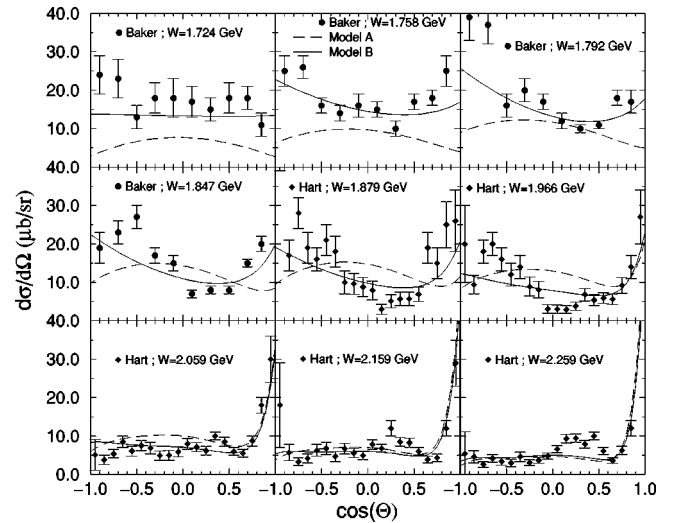 40.0
Baker ; W=1.724 GeV
Baker ; W=1.758 GeV
Model A
Model B
Baker ; W=1.792 GeV
30.0
20.0
10.0
40.0
Baker ; W=1.847 GeV
Hart ; W=1.879 GeV
Hart ; W=1.966 GeV
30.0
20.0
10.0
40.0
Hart ; W=2.059 GeV
Hart ; W=2.159 GeV
Hart ; W=2.259 GeV
30.0
20.0
10.0
0.0
dσ/dΩ (μb/sr)
−1.0 −0.5 0.0 0.5 −1.0 −0.5 0.0 0.5 −1.0 −0.5 0.0 0.5 1.0
cos(Θ)